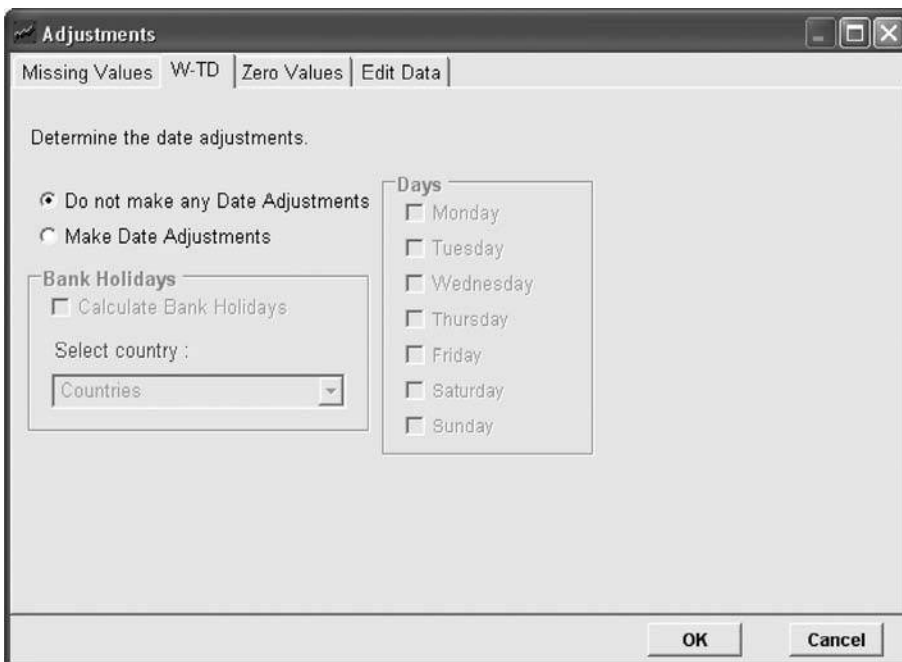 Adjustments
Missing Values W-TD Zero Values Edit Data
Determine the date adjustments.
Do not make any Date Adjustments
Make Date Adjustments
Bank Holidays
Calculate Bank Holidays
Select country :
Countries
Days
Monday
Tuesday
Wednesday
Thursday
Friday
Saturday
Sunday
OK Cancel